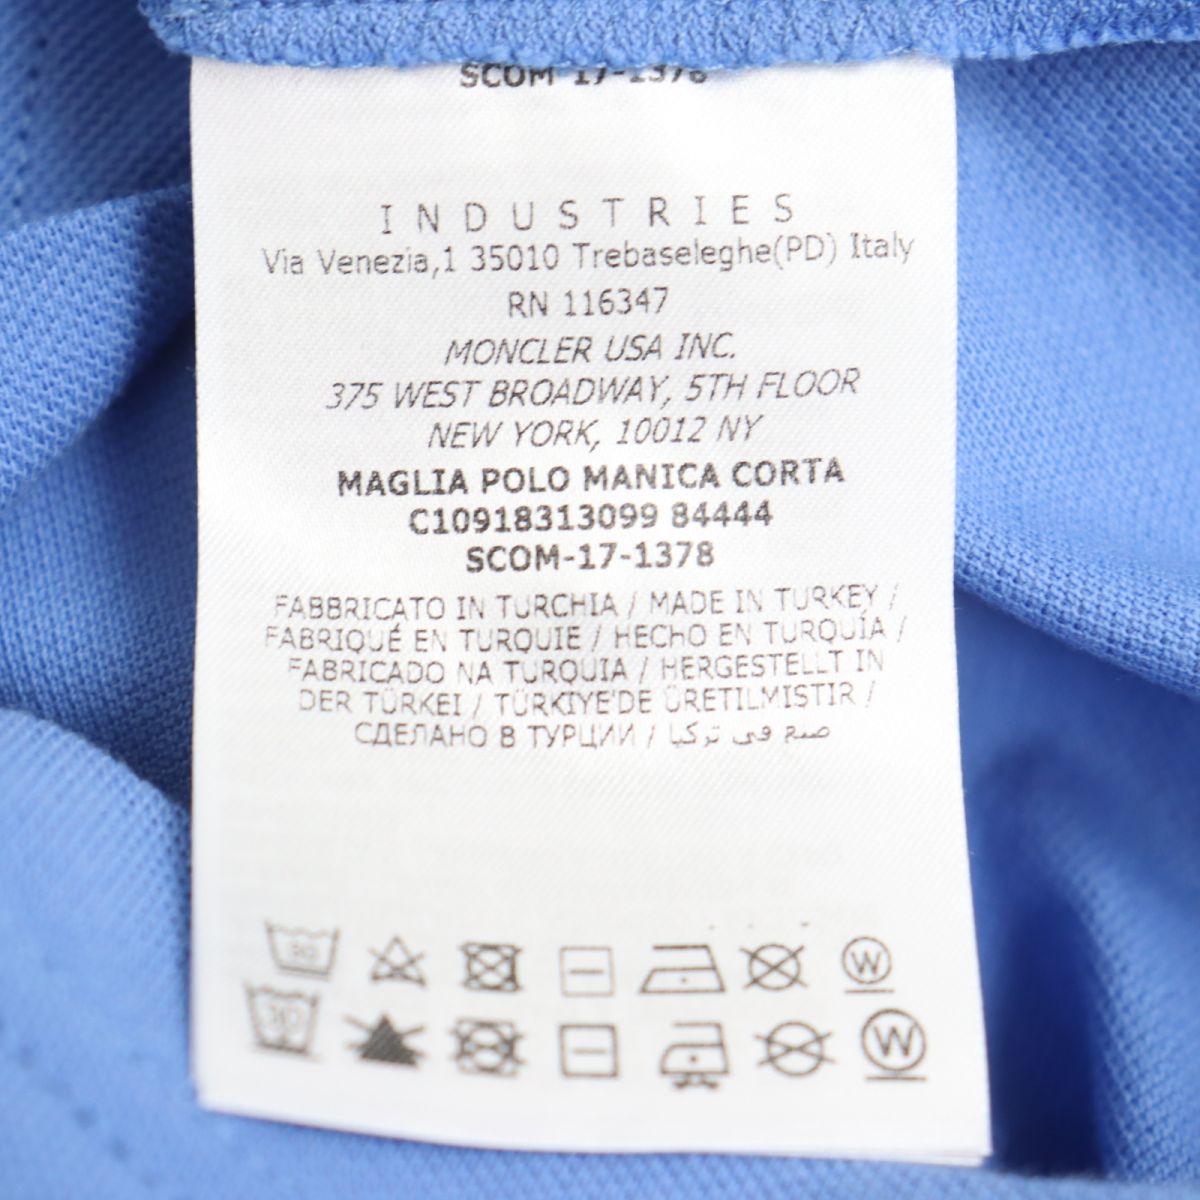 SCOM-17-1378
INDUSTRIES
Via Venezia,1 35010 Trebaseleghe(PD) Italy
RN 116347
MONCLER USA INC.
375 WEST BROADWAY, 5TH FLOOR
NEW YORK, 10012 NY
MAGLIA POLO MANICA CORTA
C10918313099 84444
SCOM-17-1378
FABBRICATO IN TURCHIA / MADE IN TURKEY /
FABRIQUÉ EN TURQUIE / HECHO EN TURQUÍA /
FABRICADO NA TURQUIA / HERGESTELLT IN
DER TÜRKEI / TÜRKIYE'DE ÜRETILMISTIR /
СДЕЛАНО В ТУРЦИИ / صنع في تركيا
30 W
30 W